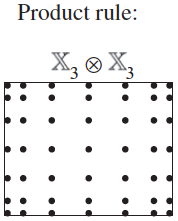 Product rule:
𝕏₃ ⊗ 𝕏₃